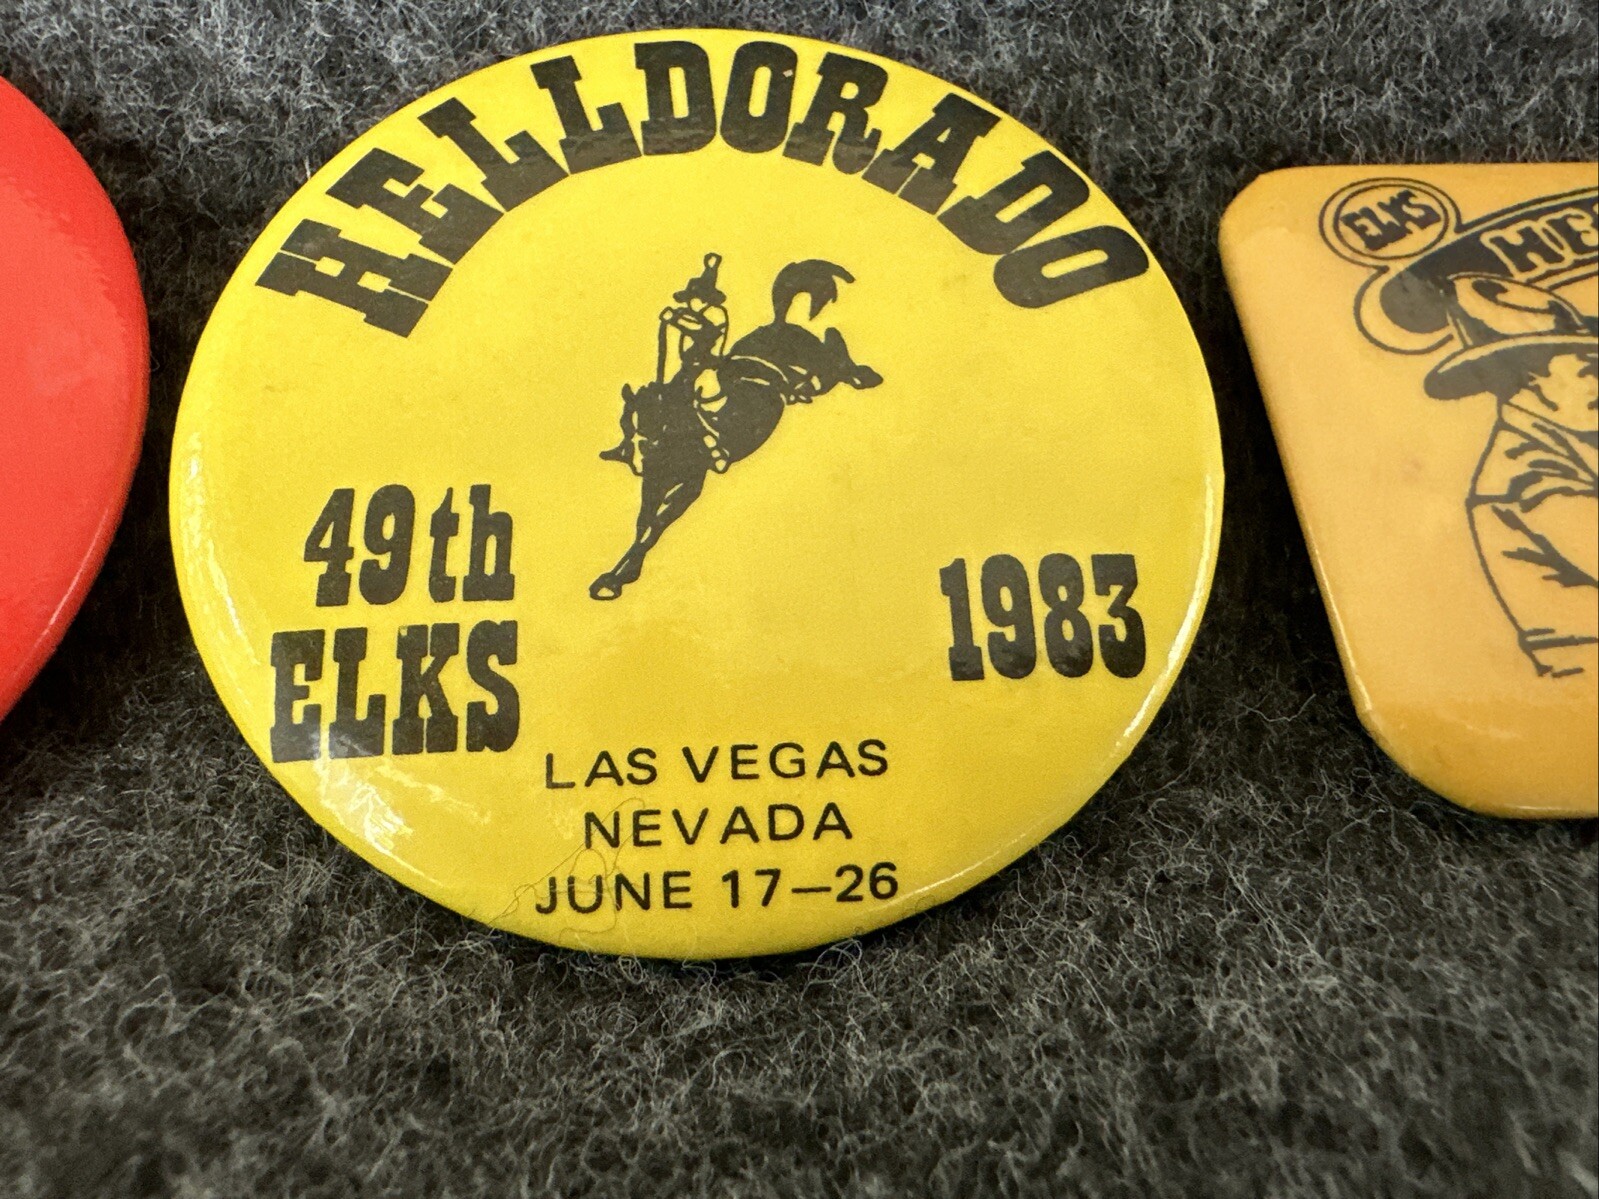 HELLDORADO
49th
ELKS
1983
LAS VEGAS
NEVADA
JUNE 17—26
ELKS